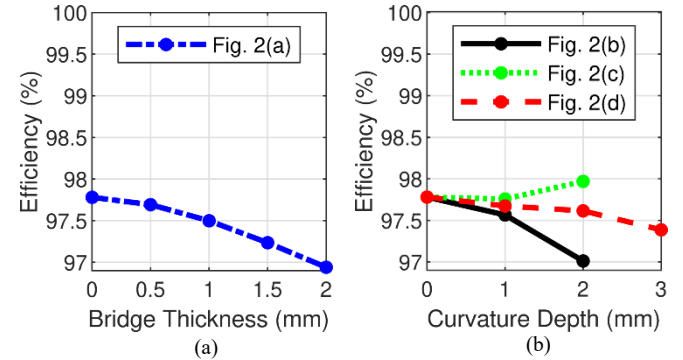 100
99.5
99
98.5
98
97.5
97
Efficiency (%)
Fig. 2(a)
0 0.5 1 1.5 2
Bridge Thickness (mm)
(a)
100
99.5
99
98.5
98
97.5
97
Efficiency (%)
Fig. 2(b)
Fig. 2(c)
Fig. 2(d)
0 1 2 3
Curvature Depth (mm)
(b)